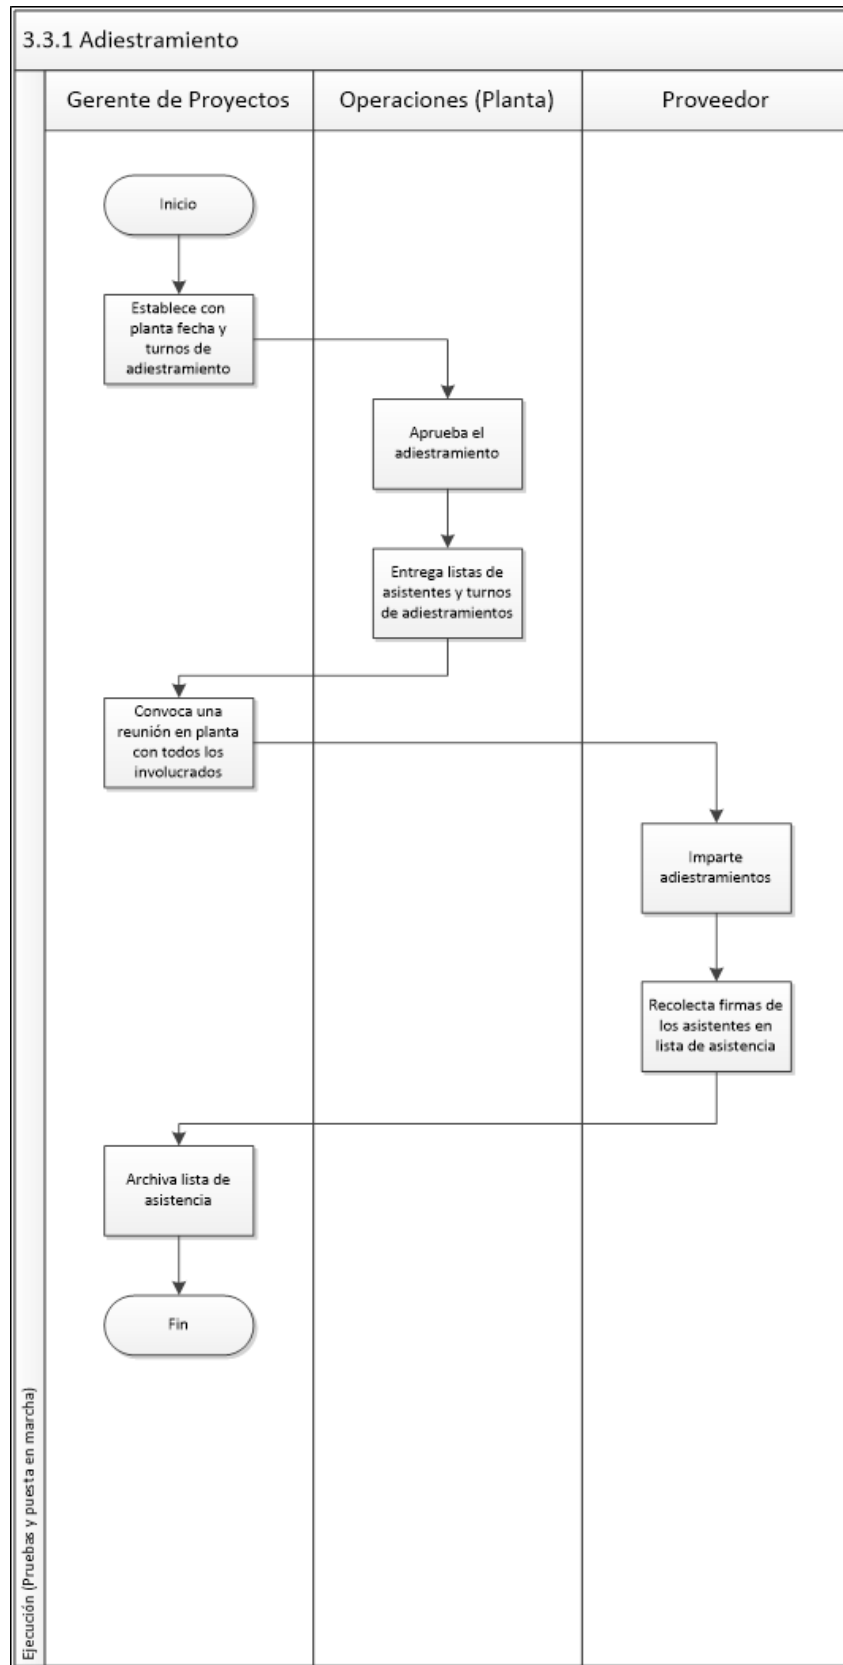 3.3.1 Adiestramiento
Gerente de Proyectos
Operaciones (Planta)
Proveedor
Inicio
Establece con
planta fecha y
turnos de
adiestramiento
Aprueba el
adiestramiento
Entrega listas de
asistentes y turnos
de adiestramientos
Convoca una
reunión en planta
con todos los
involucrados
Imparte
adiestramientos
Recolecta firmas de
los asistentes en
lista de asistencia
Archiva lista de
asistencia
Fin
Ejecución (Pruebas y puesta en marcha)